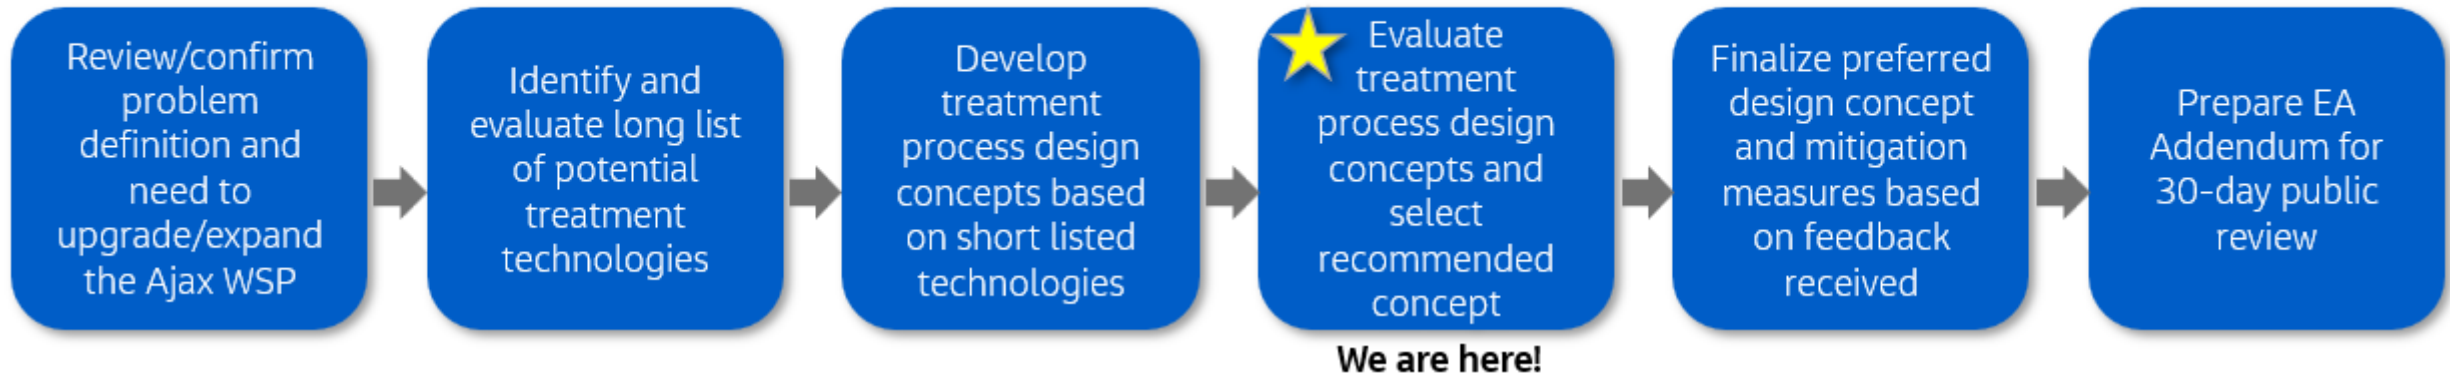 Review/confirm
problem
definition and
need to
upgrade/expand
the Ajax WSP
Identify and
evaluate long list
of potential
treatment
technologies
Develop
treatment
process design
concepts based
on short listed
technologies
Evaluate
treatment
process design
concepts and
select
recommended
concept
We are here!
Finalize preferred
design concept
and mitigation
measures based
on feedback
received
Prepare EA
Addendum for
30-day public
review